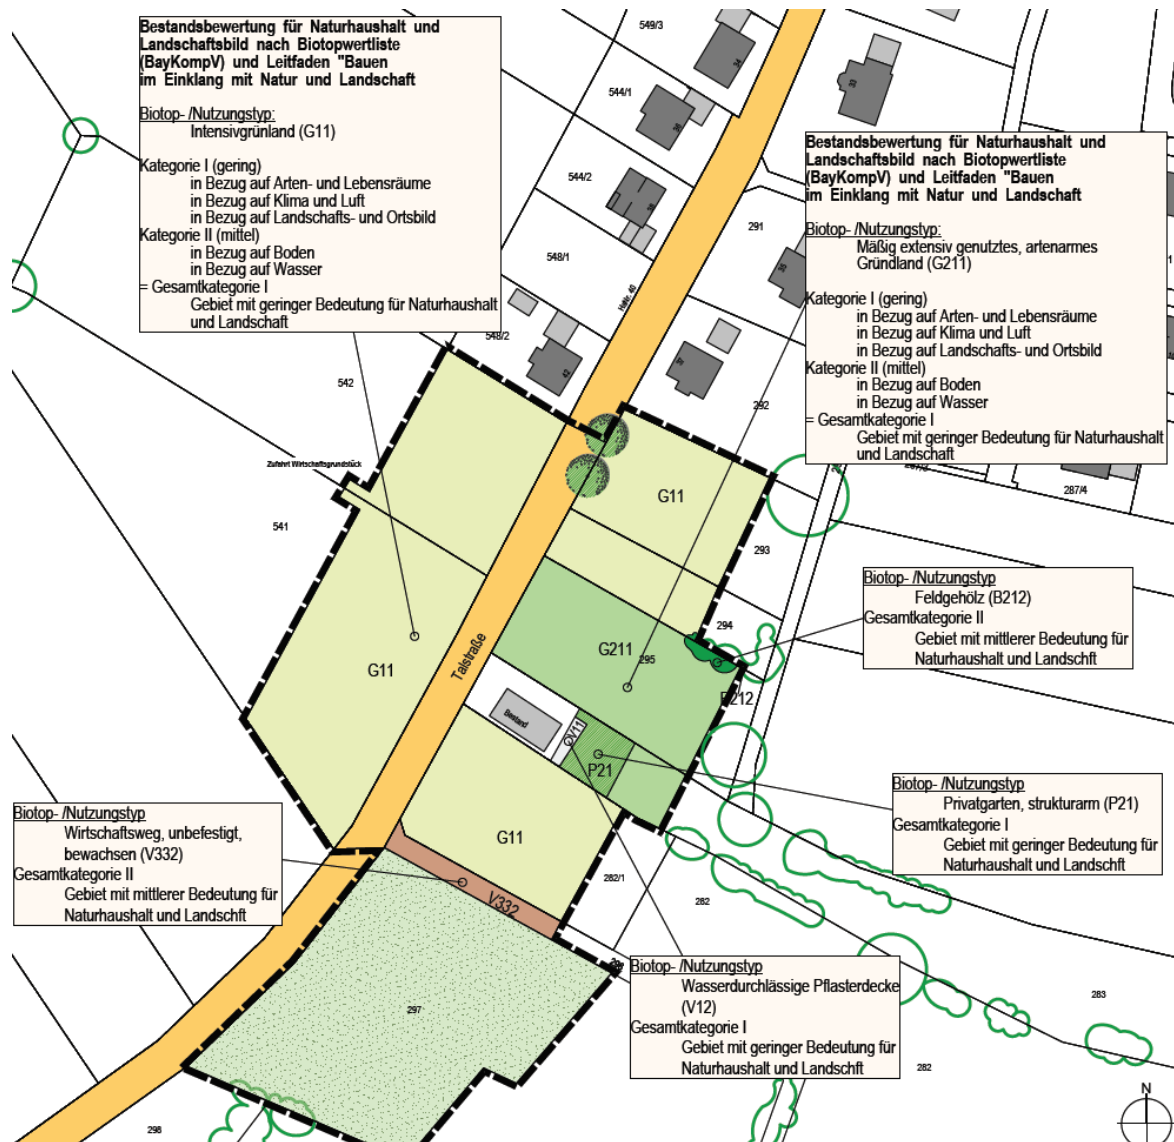 Bestandsbewertung für Naturhaushalt und
Landschaftsbild nach Biotopwertliste
(BayKompV) und Leitfaden "Bauen
im Einklang mit Natur und Landschaft
Biotop- /Nutzungstyp:
Intensivgrünland (G11)
Kategorie I (gering)
in Bezug auf Arten- und Lebensräume
in Bezug auf Klima und Luft
in Bezug auf Landschafts- und Ortsbild
Kategorie II (mittel)
in Bezug auf Boden
in Bezug auf Wasser
= Gesamtkategorie I
Gebiet mit geringer Bedeutung für Naturhaushalt
und Landschaft
549/3
34
544/1
36
544/2
38
548/1
HsNr. 40
548/2
42
33
291
35
292
Bestandsbewertung für Naturhaushalt und
Landschaftsbild nach Biotopwertliste
(BayKompV) und Leitfaden "Bauen
im Einklang mit Natur und Landschaft
Biotop- /Nutzungstyp:
Mäßig extensiv genutztes, artenarmes
Gründland (G211)
Kategorie I (gering)
in Bezug auf Arten- und Lebensräume
in Bezug auf Klima und Luft
in Bezug auf Landschafts- und Ortsbild
Kategorie II (mittel)
in Bezug auf Boden
in Bezug auf Wasser
= Gesamtkategorie I
Gebiet mit geringer Bedeutung für Naturhaushalt
und Landschaft
287/3
287/4
542
Zufahrt Wirtschaftsgrundstück
541
G11
293
294
Biotop- /Nutzungstyp
Feldgehölz (B212)
Gesamtkategorie II
Gebiet mit mittlerer Bedeutung für
Naturhaushalt und Landschft
G211
295
B212
G11
Talstraße
Bestand
OV11
P21
Biotop- /Nutzungstyp
Privatgarten, strukturarm (P21)
Gesamtkategorie I
Gebiet mit geringer Bedeutung für
Naturhaushalt und Landschft
Biotop- /Nutzungstyp
Wirtschaftsweg, unbefestigt,
bewachsen (V332)
Gesamtkategorie II
Gebiet mit mittlerer Bedeutung für
Naturhaushalt und Landschft
G11
V332
282/1
282
Biotop- /Nutzungstyp
Wasserdurchlässige Pflasterdecke
(V12)
Gesamtkategorie I
Gebiet mit geringer Bedeutung für
Naturhaushalt und Landschft
283
282
297
298
N